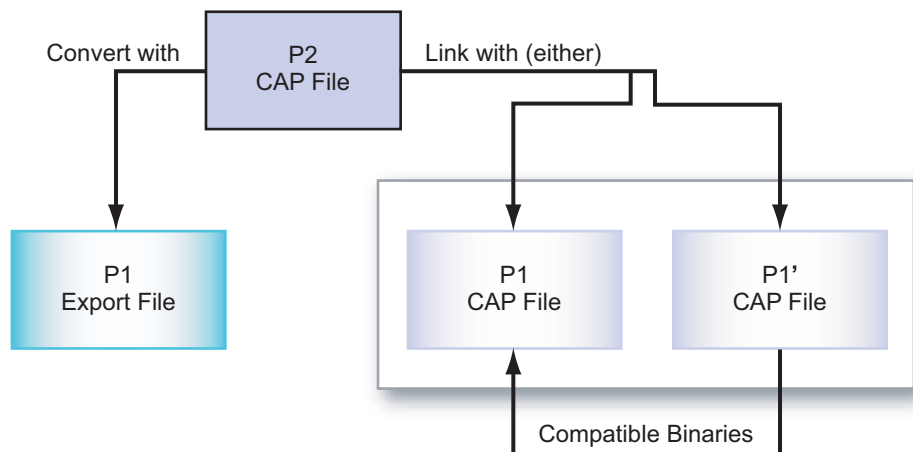 Convert with
P2
CAP File
Link with (either)
P1
Export File
P1
CAP File
P1’
CAP File
Compatible Binaries